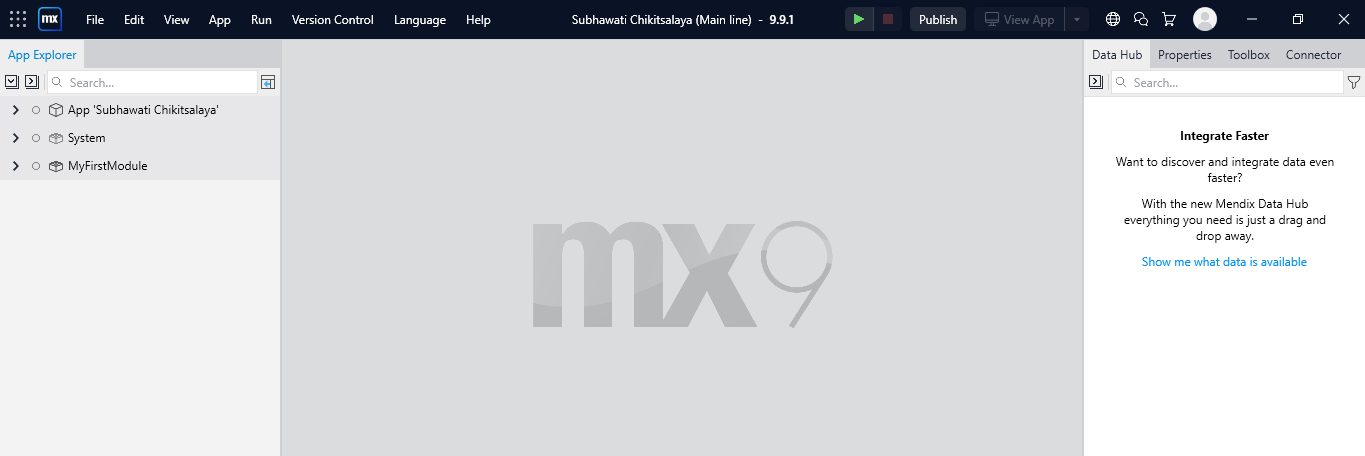 mx File Edit View App Run Version Control Language Help Subhawati Chikitsalaya (Main line) - 9.9.1 Publish View App
App Explorer
Search...
App 'Subhawati Chikitsalaya'
System
MyFirstModule
mx9
Data Hub Properties Toolbox Connector
Search...
Integrate Faster
Want to discover and integrate data even
faster?
With the new Mendix Data Hub
everything you need is just a drag and
drop away.
Show me what data is available